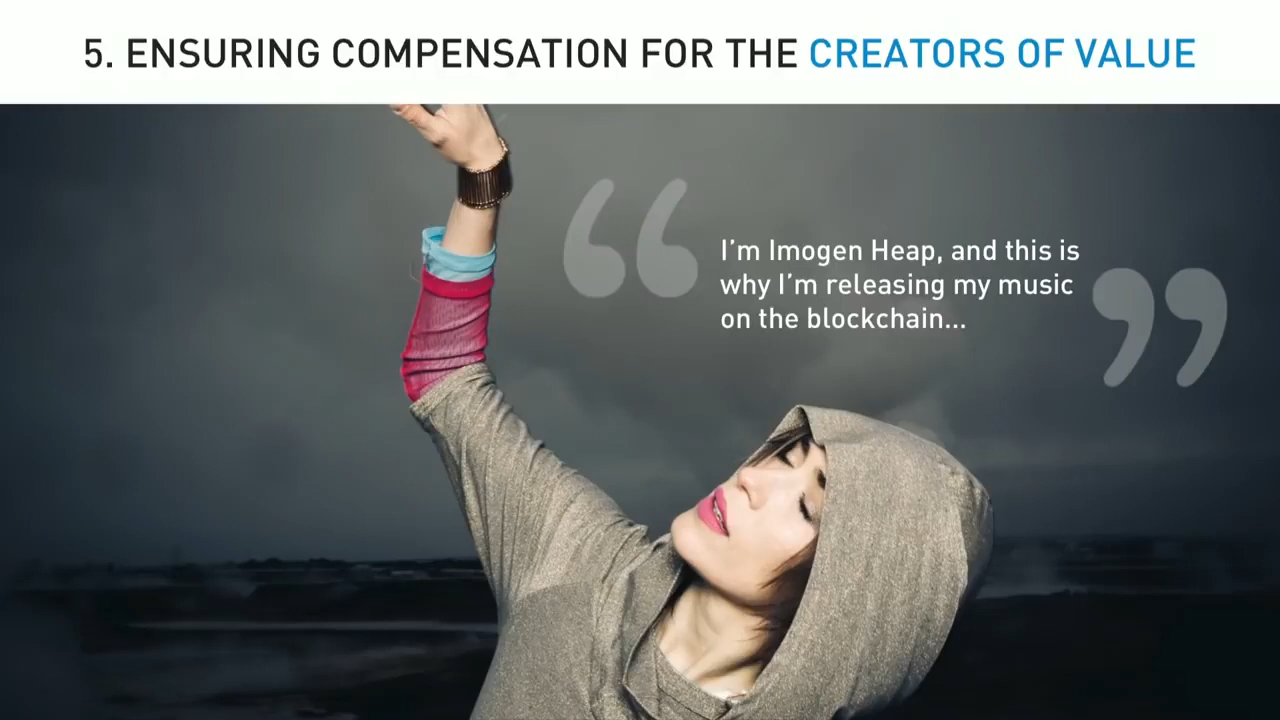 5. ENSURING COMPENSATION FOR THE CREATORS OF VALUE
“
I’m Imogen Heap, and this is
why I’m releasing my music
on the blockchain...
”